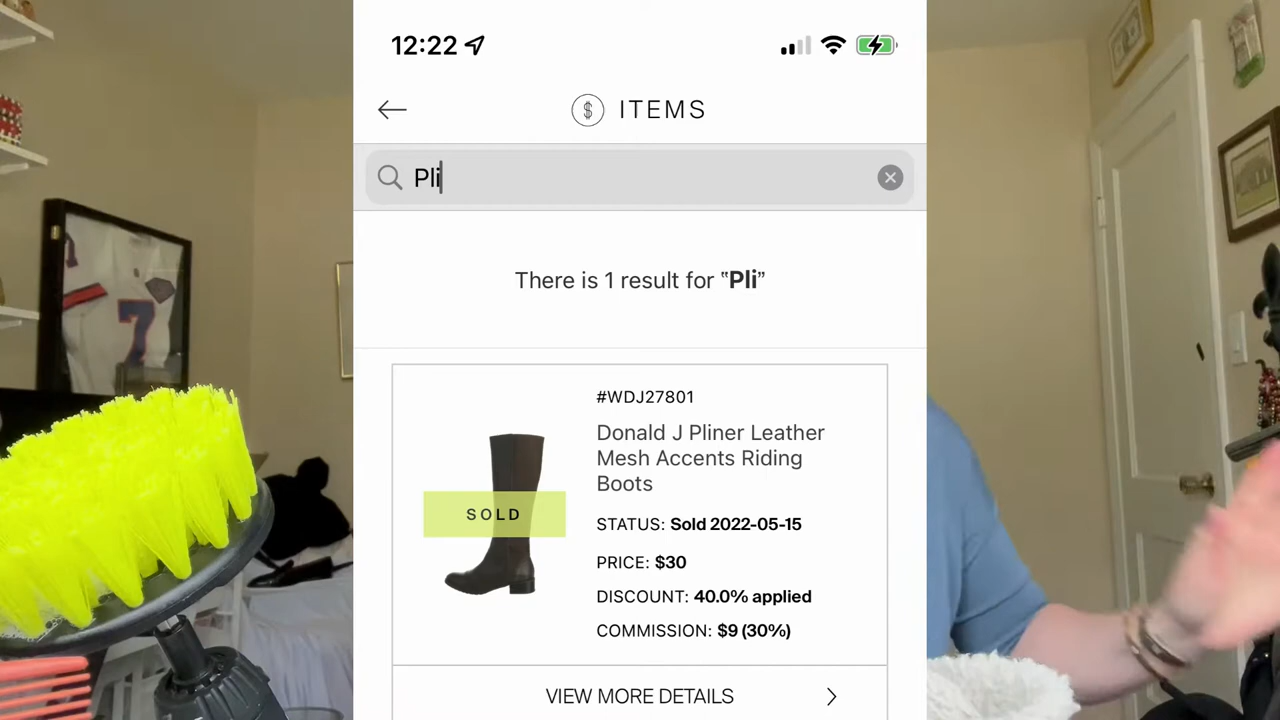 12:22
$ ITEMS
Pli
There is 1 result for “Pli”
#WDJ27801
Donald J Pliner Leather
Mesh Accents Riding
Boots
SOLD
STATUS: Sold 2022-05-15
PRICE: $30
DISCOUNT: 40.0% applied
COMMISSION: $9 (30%)
VIEW MORE DETAILS
7